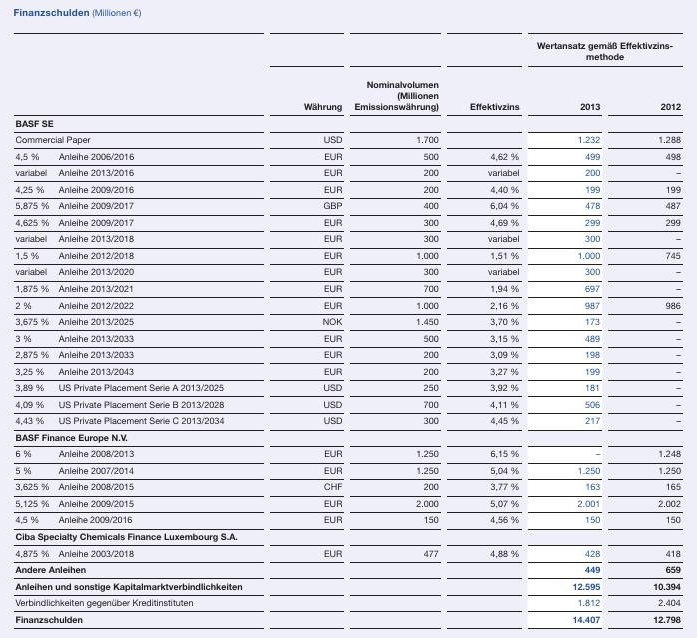 Finanzschulden (Millionen €)
Wertansatz gemäß Effektivzins-
methode
Nominalvolumen
(Millionen
Währung Emissionswährung) Effektivzins 2013 2012
BASF SE
Commercial Paper USD 1.700 1.232 1.288
4,5 % Anleihe 2006/2016 EUR 500 4,62 % 499 498
variabel Anleihe 2013/16 EUR 200 variabel 200 –
4,25 % Anleihe 2009/2016 EUR 200 4,40 % 199 199
5,875 % Anleihe 2009/2017 GBP 400 6,04 % 478 487
4,625 % Anleihe 2009/2017 EUR 300 4,69 % 299 299
variabel Anleihe 2013/2018 EUR 300 variabel 300 –
1,5 % Anleihe 2012/2018 EUR 1.000 1,51 % 1.000 745
variabel Anleihe 2013/2020 EUR 300 variabel 300 –
1,875 % Anleihe 2013/2021 EUR 700 1,94 % 697 –
2 % Anleihe 2012/2022 EUR 1.000 2,16 % 987 986
3,675 % Anleihe 2013/2025 NOK 1.450 3,70 % 173 –
3 % Anleihe 2013/2033 EUR 500 3,15 % 489 –
2,875 % Anleihe 2013/2033 EUR 200 3,09 % 198 –
3,25 % Anleihe 2013/2043 EUR 200 3,27 % 199 –
3,89 % US Private Placement Serie A 2013/2025 USD 250 3,92 % 181 –
4,09 % US Private Placement Serie B 2013/2028 USD 700 4,11 % 506 –
4,43 % US Private Placement Serie C 2013/2034 USD 300 4,45 % 217 –
BASF Finance Europe N.V.
6 % Anleihe 2008/2013 EUR 1.250 6,15 % – 1.248
5 % Anleihe 2007/2014 EUR 1.250 5,04 % 1.250 1.250
3,625 % Anleihe 2008/2015 CHF 200 3,77 % 163 165
5,125 % Anleihe 2009/2015 EUR 2.000 5,07 % 2.001 2.002
4,5 % Anleihe 2009/2016 EUR 150 4,56 % 150 150
Ciba Specialty Chemicals Finance Luxembourg S.A.
4,875 % Anleihe 2003/2018 EUR 477 4,88 % 428 418
Andere Anleihen 449 659
Anleihen und sonstige Kapitalmarktverbindlichkeiten 12.595 10.394
Verbindlichkeiten gegenüber Kreditinstituten 1.812 2.404
Finanzschulden 14.407 12.798